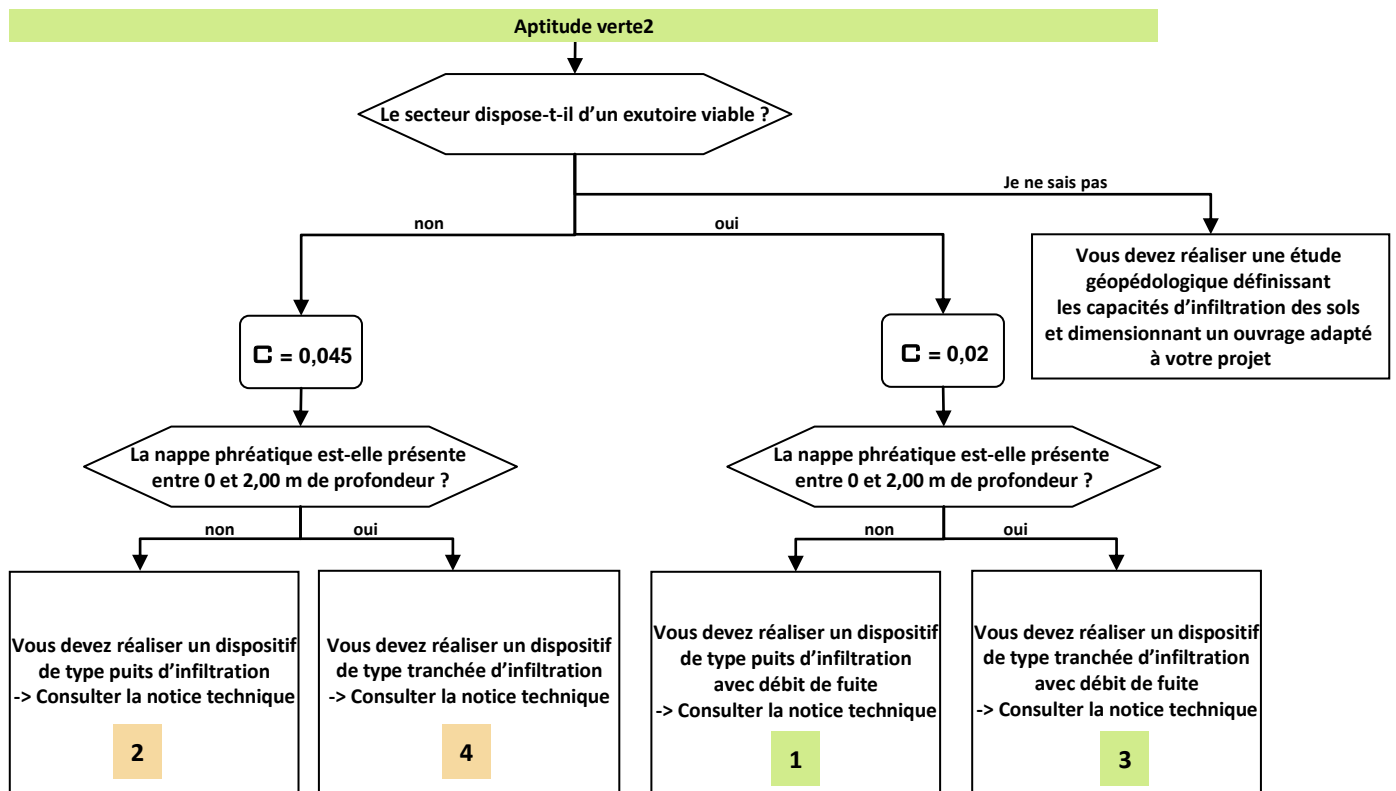 Aptitude verte2
Le secteur dispose-t-il d’un exutoire viable ?
Je ne sais pas
non
oui
Vous devez réaliser une étude
géopédologique définissant
les capacités d’infiltration des sols
et dimensionnant un ouvrage adapté
à votre projet
C = 0,045
C = 0,02
La nappe phréatique est-elle présente
entre 0 et 2,00 m de profondeur ?
La nappe phréatique est-elle présente
entre 0 et 2,00 m de profondeur ?
non
oui
non
oui
Vous devez réaliser un dispositif
de type puits d’infiltration
-> Consulter la notice technique
2
Vous devez réaliser un dispositif
de type tranchée d’infiltration
-> Consulter la notice technique
4
Vous devez réaliser un dispositif
de type puits d’infiltration
avec débit de fuite
-> Consulter la notice technique
1
Vous devez réaliser un dispositif
de type tranchée d’infiltration
avec débit de fuite
-> Consulter la notice technique
3